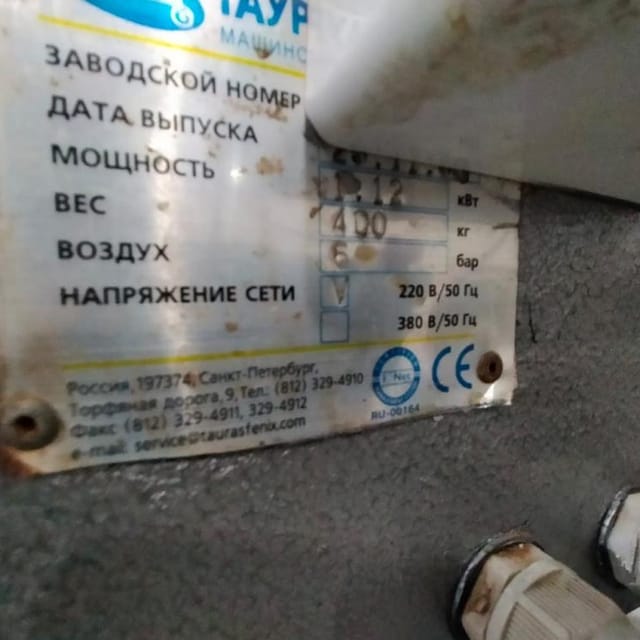 ТАУР
МАШИНО
ЗАВОДСКОЙ НОМЕР
ДАТА ВЫПУСКА
МОЩНОСТЬ 12 кВт
ВЕС 400 кг
ВОЗДУХ 6 бар
НАПРЯЖЕНИЕ СЕТИ V 220 В/50 Гц
380 В/50 Гц
Россия, 197374, Санкт-Петербург,
Торфяная дорога, 9, Тел.: (812) 329-4910
Факс (812) 329-4911, 329-4912
e-mail: service@taurasfenix.com
CE
RU-00164